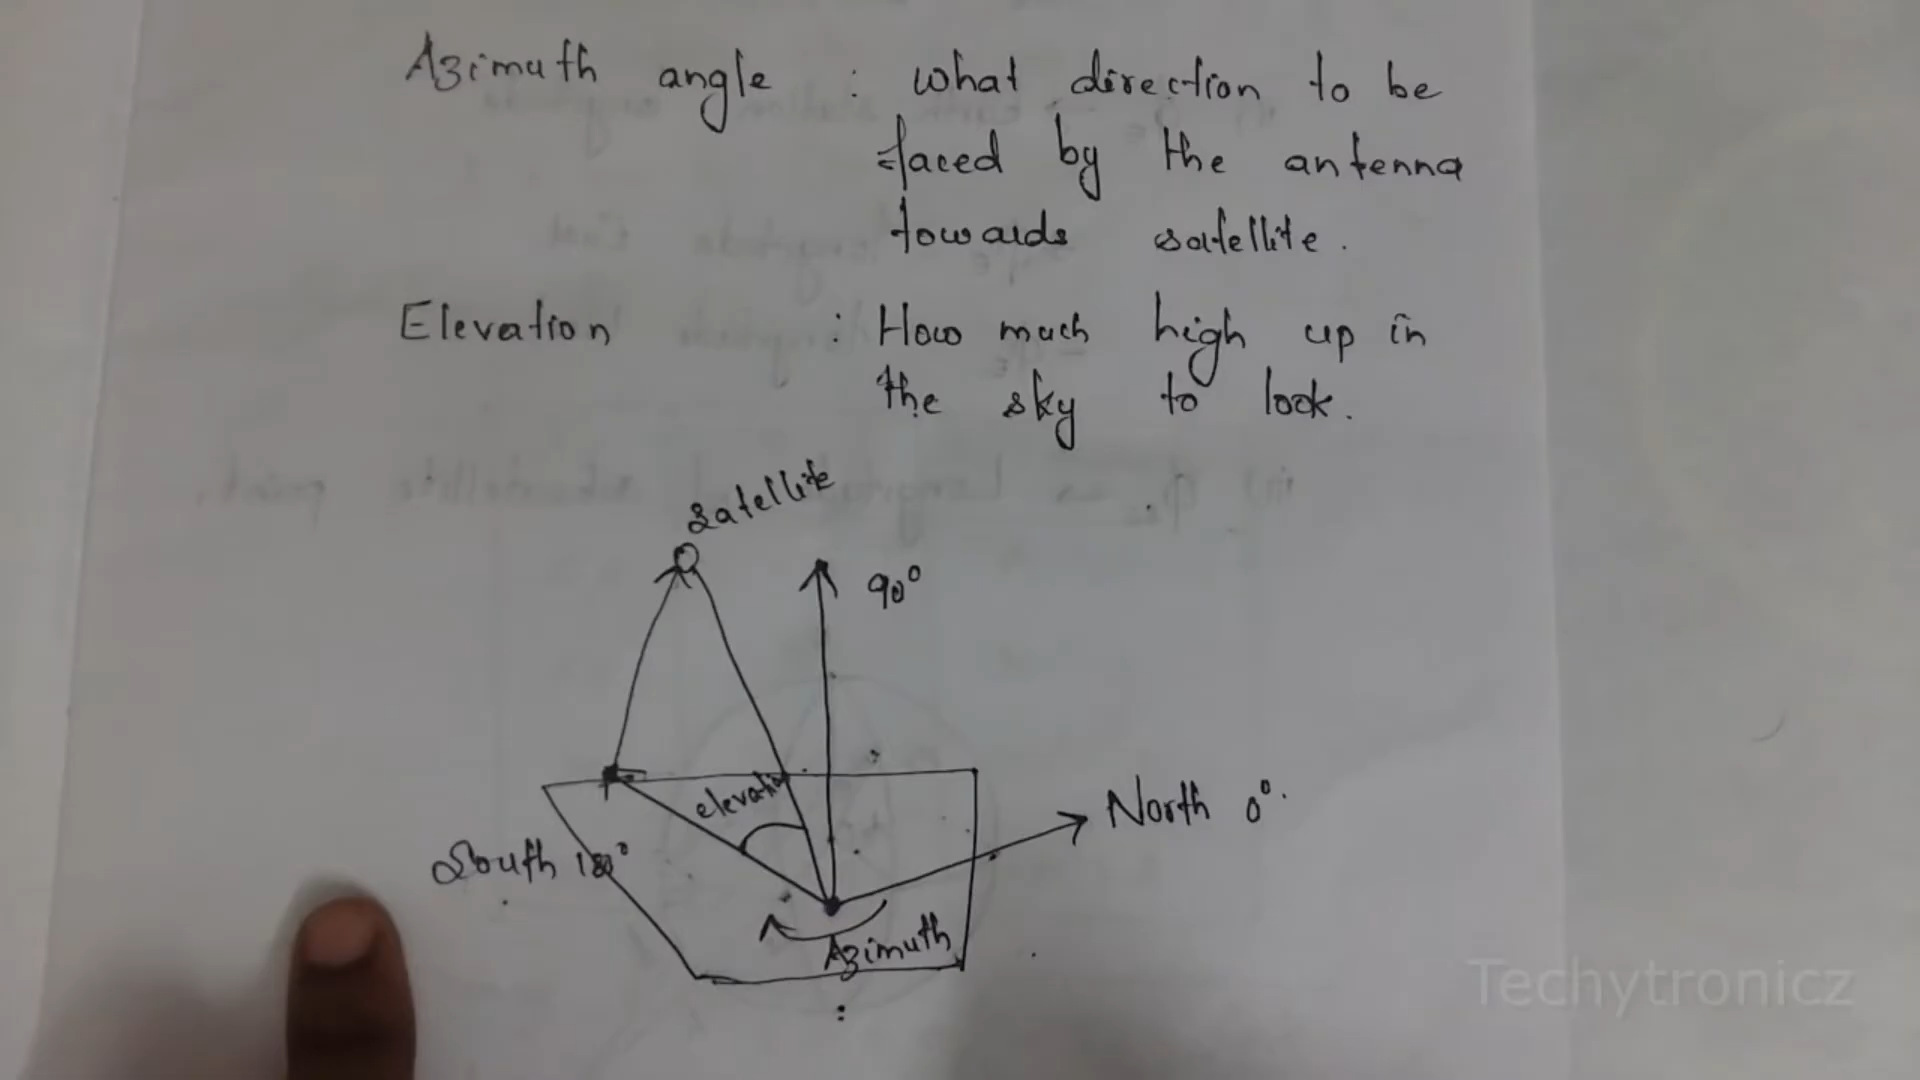 Azimuth angle : what direction to be
faced by the antenna
towards satellite.
Elevation : How much high up in
the sky to look.
Satellite
90°
elevation
North 0°.
South 180°
Azimuth
Techytronicz